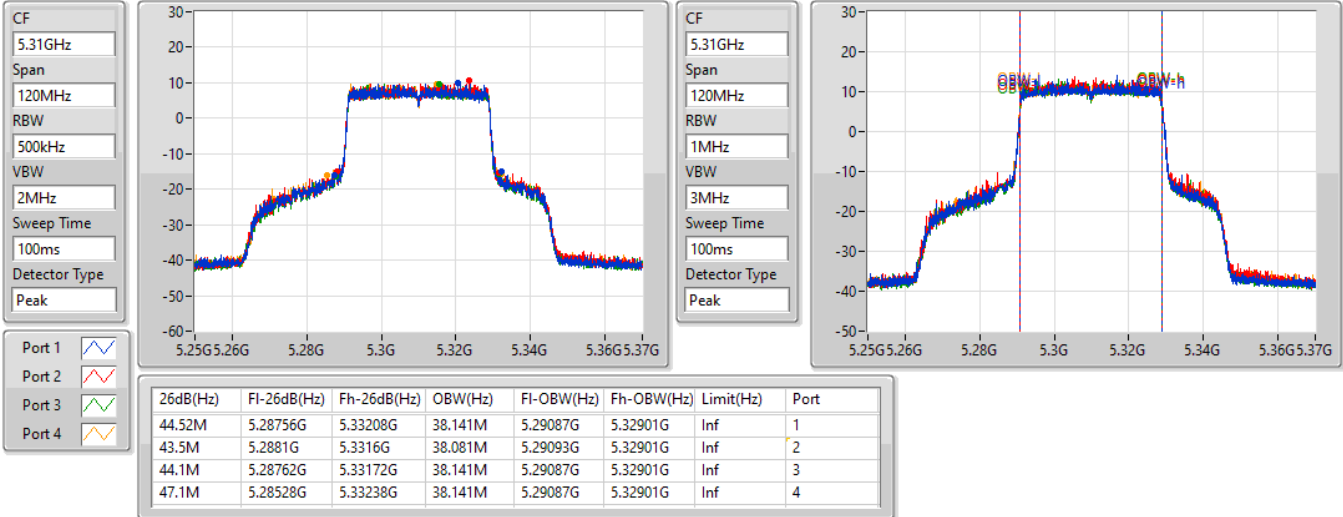 CF
5.31GHz
Span
120MHz
RBW
500kHz
VBW
2MHz
Sweep Time
100ms
Detector Type
Peak
30
20
10
0
-10
-20
-30
-40
-50
-60
5.25G 5.26G 5.28G 5.3G 5.32G 5.34G 5.36G 5.37G
CF
5.31GHz
Span
120MHz
RBW
1MHz
VBW
3MHz
Sweep Time
100ms
Detector Type
Peak
30
20
10
0
-10
-20
-30
-40
-50
OBW-l OBW-h
5.25G 5.26G 5.28G 5.3G 5.32G 5.34G 5.36G 5.37G
Port 1
Port 2
Port 3
Port 4
26dB(Hz) Fl-26dB(Hz) Fh-26dB(Hz) OBW(Hz) Fl-OBW(Hz) Fh-OBW(Hz) Limit(Hz) Port
44.52M 5.28756G 5.33208G 38.141M 5.29087G 5.32901G Inf 1
43.5M 5.2881G 5.3316G 38.081M 5.29093G 5.32901G Inf 2
44.1M 5.28762G 5.33172G 38.141M 5.29087G 5.32901G Inf 3
47.1M 5.28528G 5.33238G 38.141M 5.29087G 5.32901G Inf 4